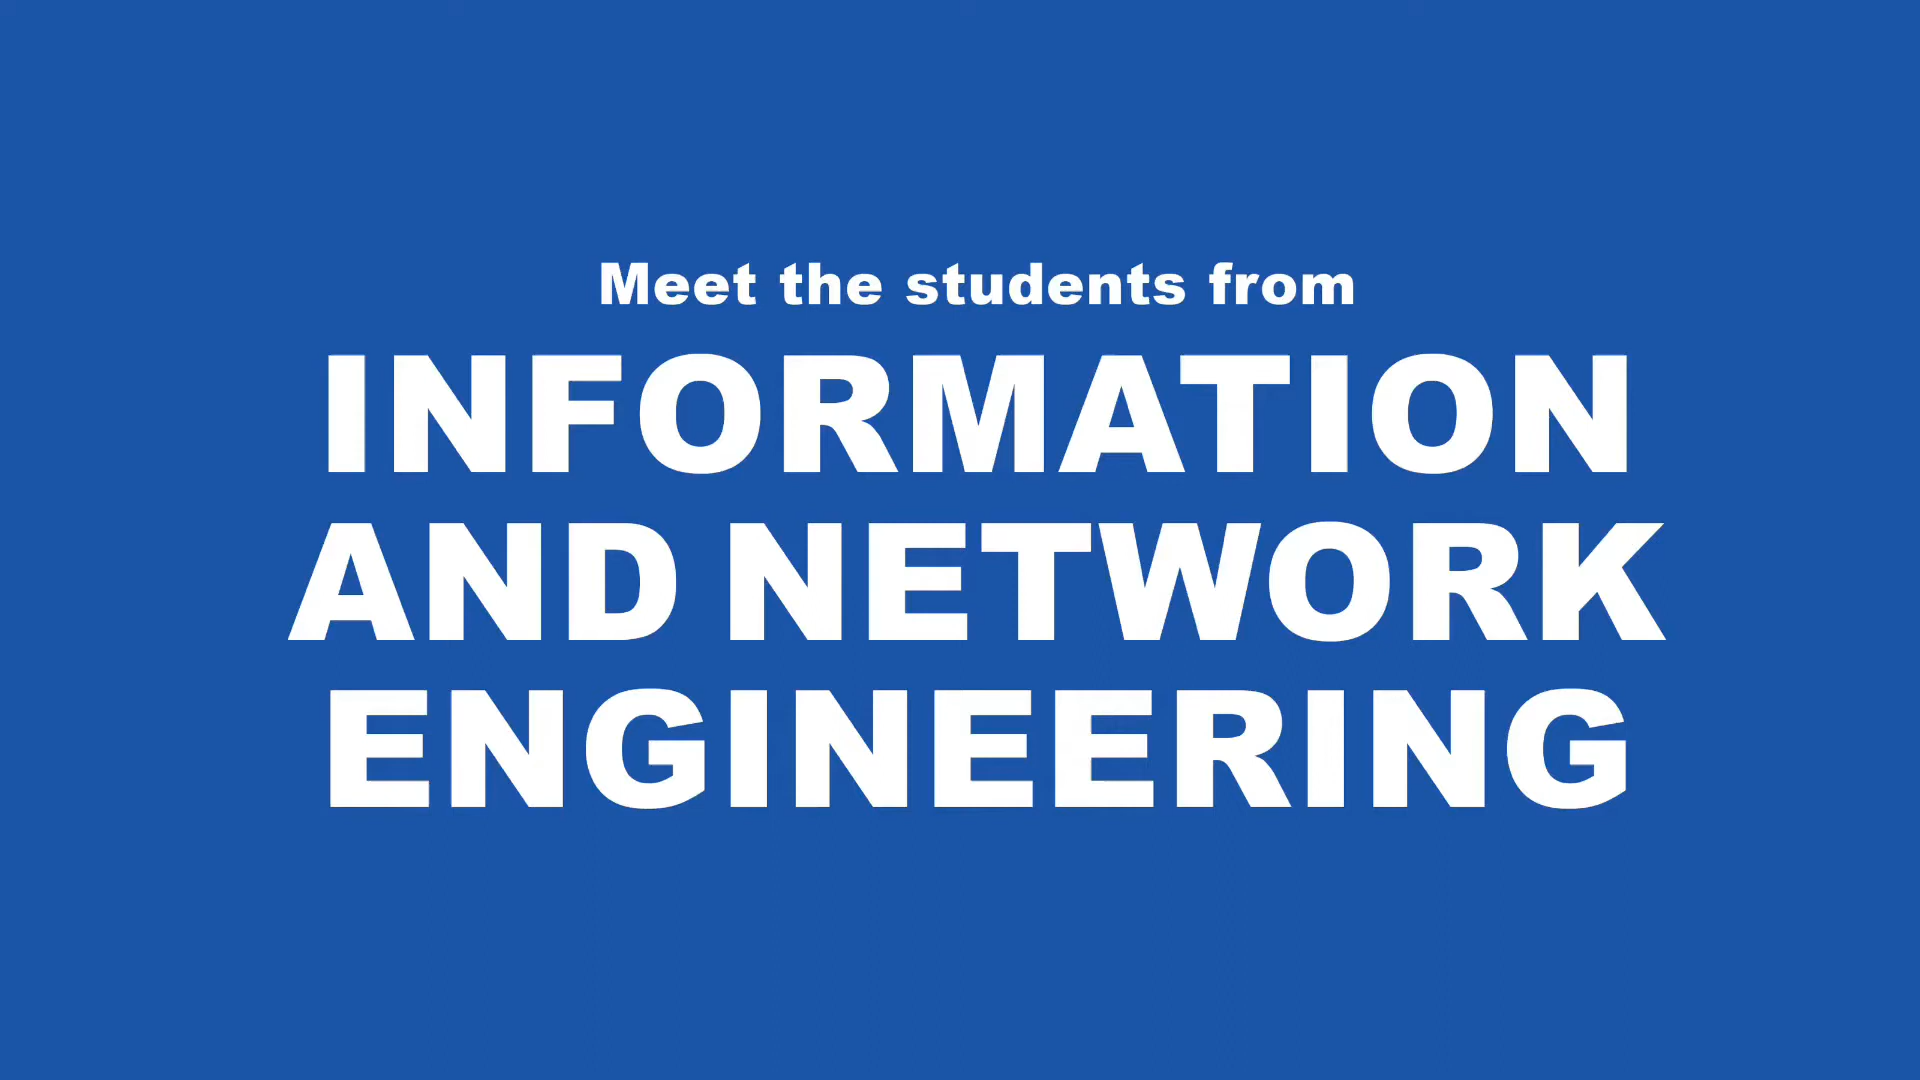 Meet the students from
INFORMATION
AND NETWORK
ENGINEERING